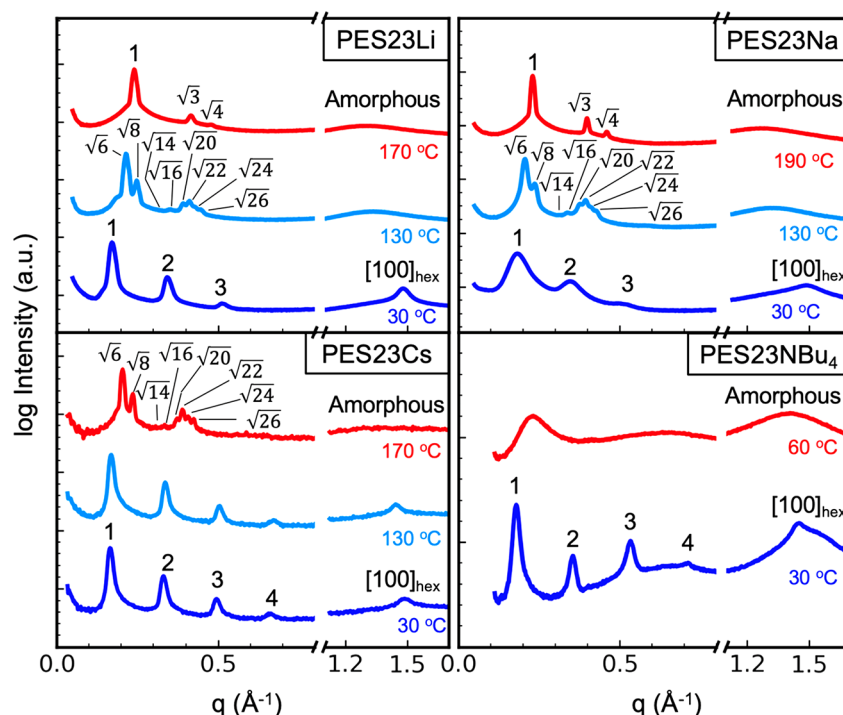 PES23Li
1
√3
√4
Amorphous
170 °C
√6
√8
√14
√16
√20
√22
√24
√26
130 °C
1
2
3
[100]hex
30 °C
PES23Na
1
√3
√4
Amorphous
190 °C
√6
√8
√14
√16
√20
√22
√24
√26
130 °C
1
2
3
[100]hex
30 °C
PES23Cs
√6
√8
√14
√16
√20
√22
√24
√26
Amorphous
170 °C
130 °C
1
2
3
4
[100]hex
30 °C
PES23NBu4
Amorphous
60 °C
1
2
3
4
[100]hex
30 °C
log Intensity (a.u.)
0.0 0.5 1.2 1.5 0.0 0.5 1.2 1.5
q (Å-1) q (Å-1)